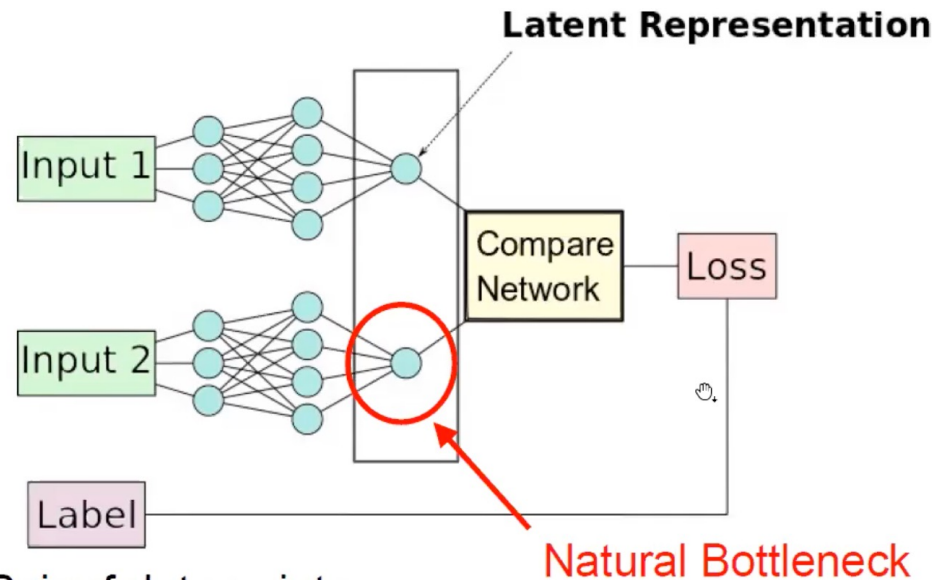 Latent Representation
Input 1
Compare
Network
Loss
Input 2
Label
Natural Bottleneck